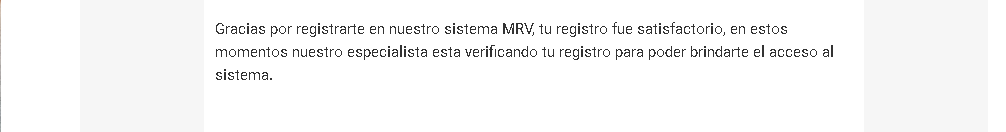 Gracias por registrarte en nuestro sistema MRV, tu registro fue satisfactorio, en estos
momentos nuestro especialista esta verificando tu registro para poder brindarte el acceso al
sistema.